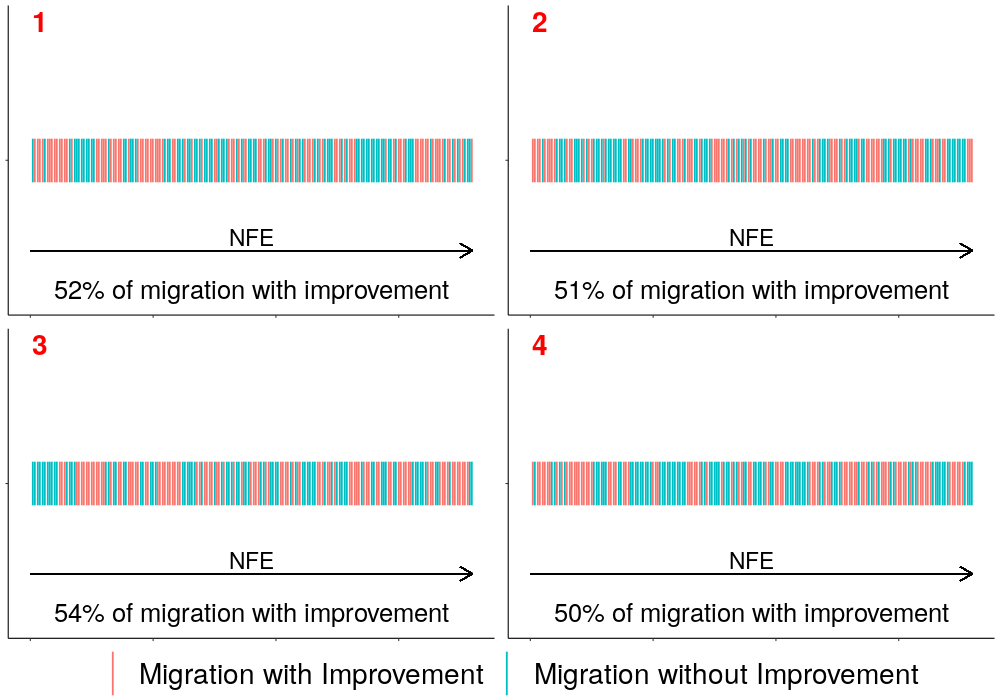 1
NFE
52% of migration with improvement
2
NFE
51% of migration with improvement
3
NFE
54% of migration with improvement
4
NFE
50% of migration with improvement
Migration with Improvement
Migration without Improvement